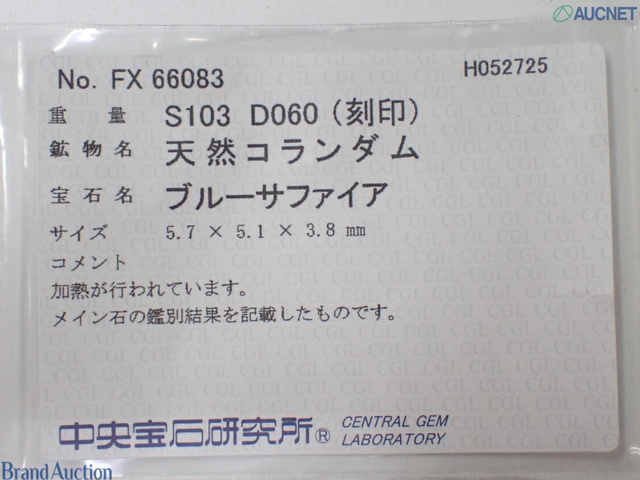 AUCNET
No. FX 66083
H052725
重量 S103 D060 (刻印)
鉱物名 天然コランダム
宝石名 ブルーサファイア
サイズ 5.7 × 5.1 × 3.8 mm
コメント
加熱が行われています。
メイン石の鑑別結果を記載したものです。
中央宝石研究所® CENTRAL GEM
LABORATORY
Brand Auction